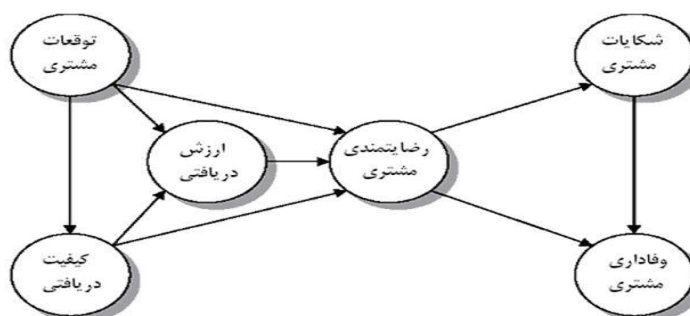 توقعات
مشتری
شکایات
مشتری
ارزش
دریافتی
رضایتمندی
مشتری
کیفیت
دریافتی
وفاداری
مشتری